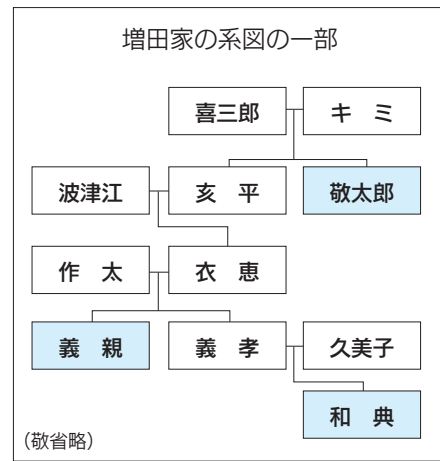 増田家の系図の一部
喜三郎 キ ミ
波津江 亥 平 敬太郎
作 太 衣 恵
義 親 義 孝 久美子
和 典
(敬省略)